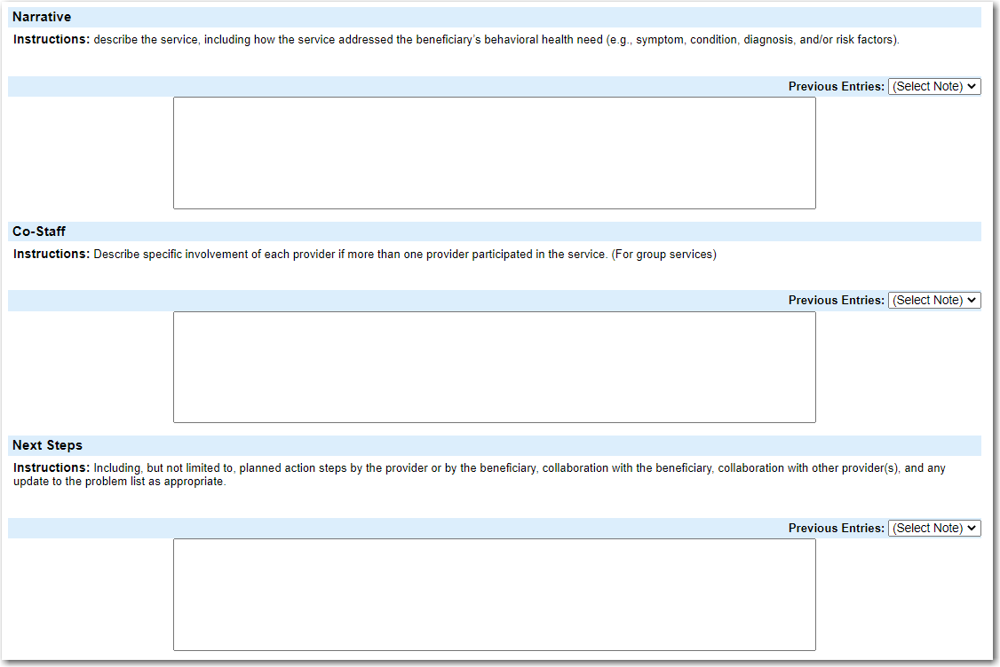 Narrative
Instructions: describe the service, including how the service addressed the beneficiary's behavioral health need (e.g., symptom, condition, diagnosis, and/or risk factors).
Previous Entries: (Select Note)
Co-Staff
Instructions: Describe specific involvement of each provider if more than one provider participated in the service. (For group services)
Previous Entries: (Select Note)
Next Steps
Instructions: Including, but not limited to, planned action steps by the provider or by the beneficiary, collaboration with the beneficiary, collaboration with other provider(s), and any
update to the problem list as appropriate.
Previous Entries: (Select Note)